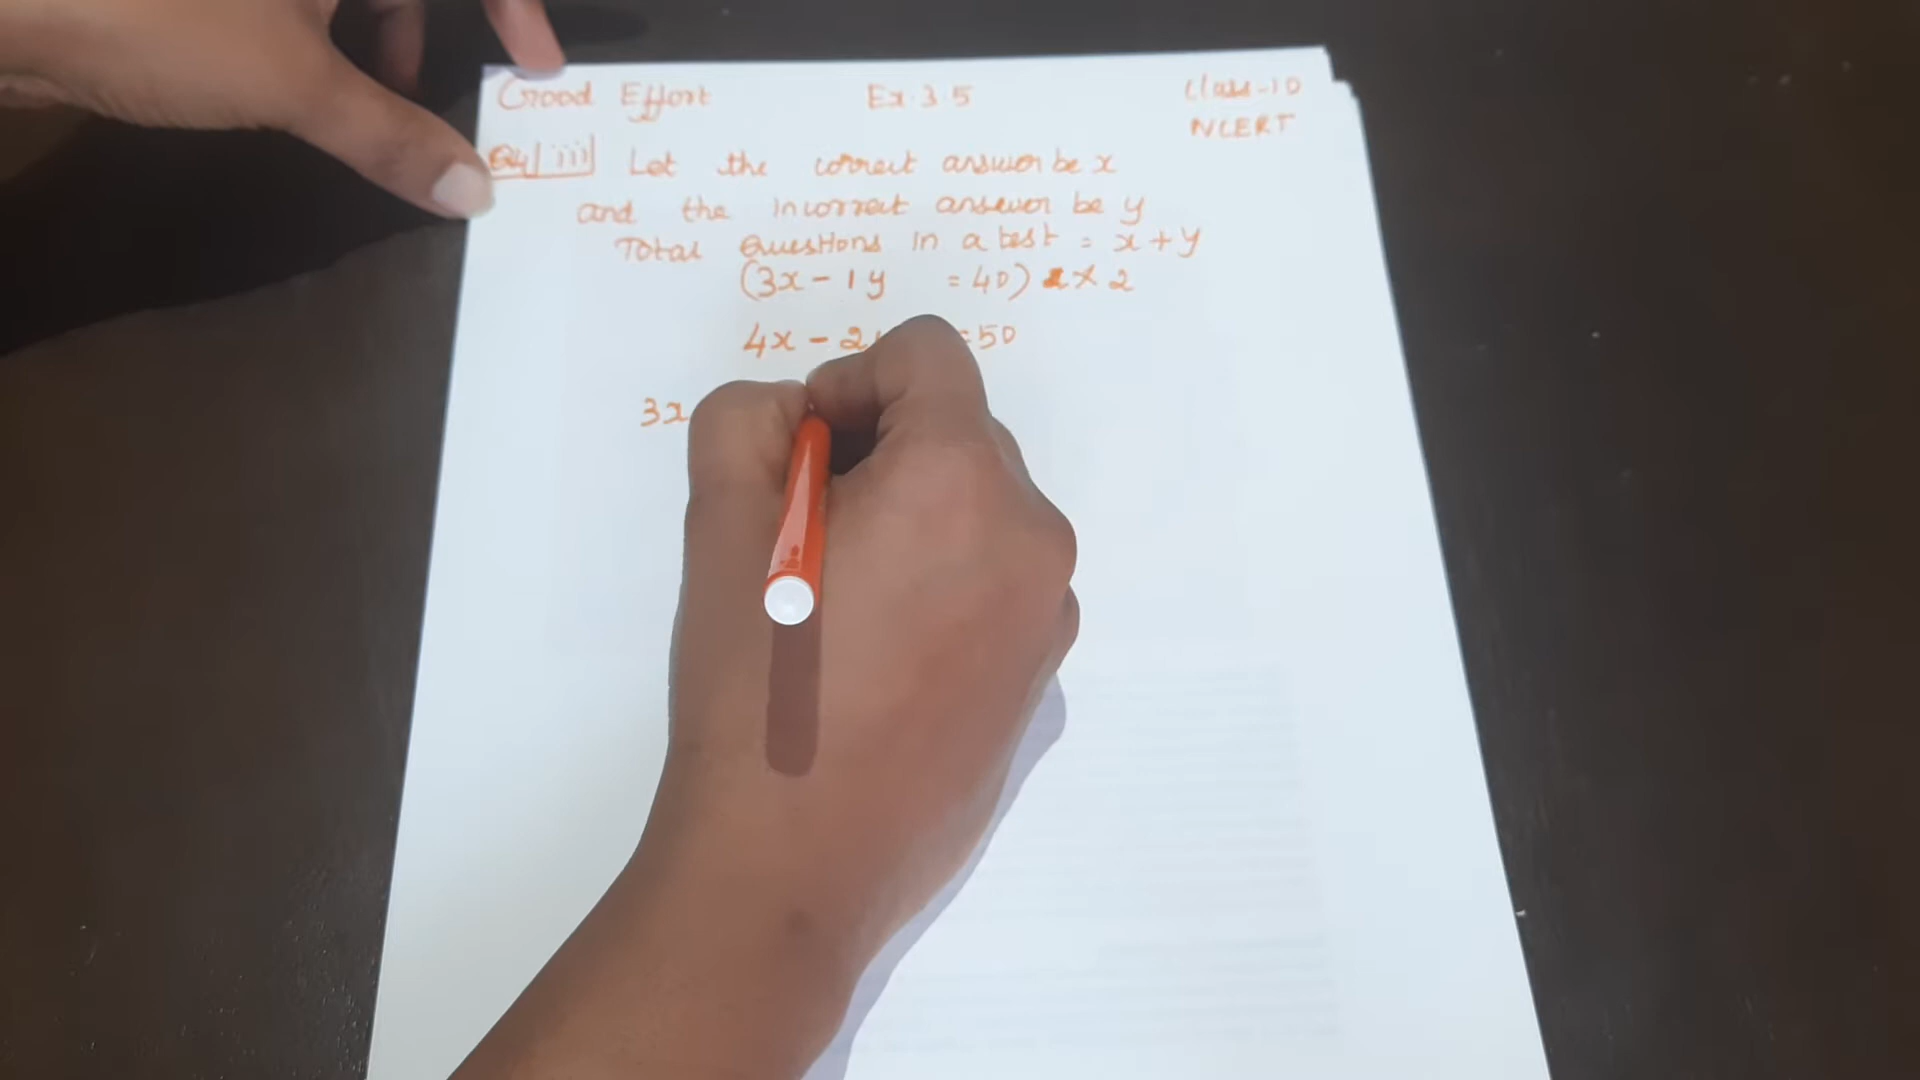 Good Effort Ex. 3.5 Class-10
NCERT
Q4/iii Let the correct answer be x
and the incorrect answer be y
Total Questions in a test = x + y
(3x - 1y = 40) × 2
4x - 2 = 50
3x